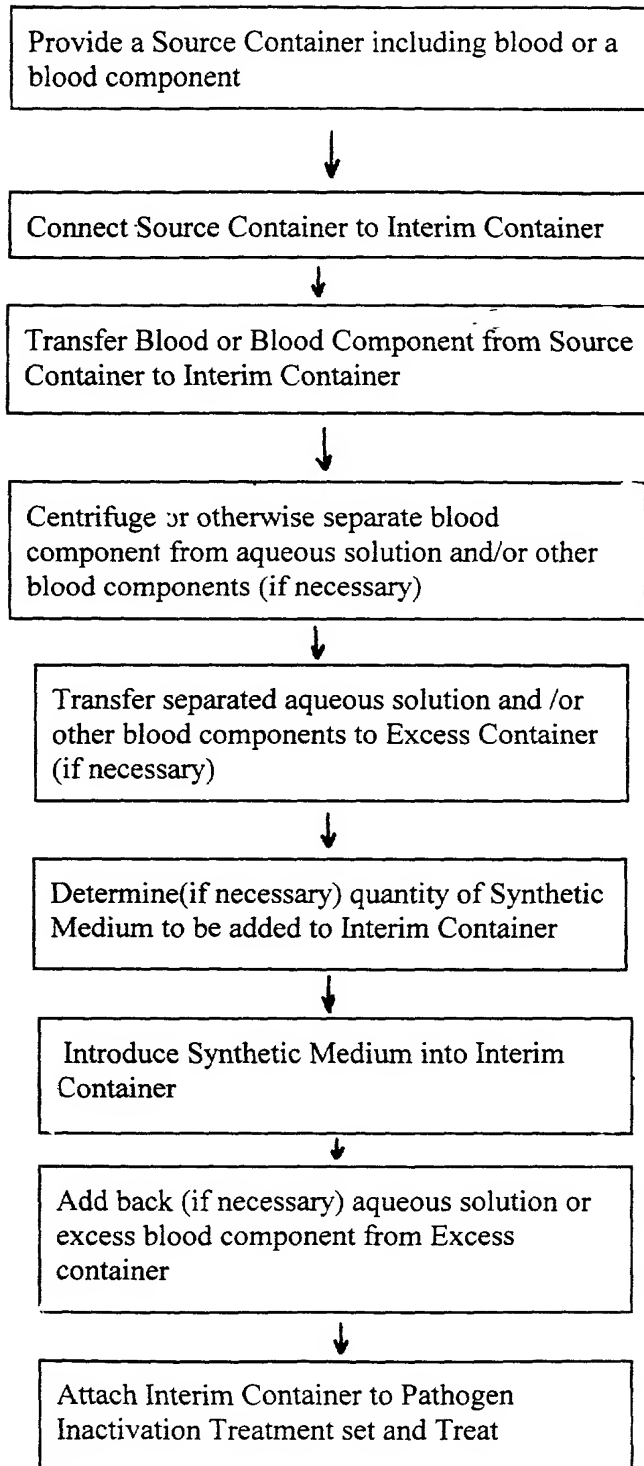 Provide a Source Container including blood or a
blood component
Connect Source Container to Interim Container
Transfer Blood or Blood Component from Source
Container to Interim Container
Centrifuge or otherwise separate blood
component from aqueous solution and/or other
blood components (if necessary)
Transfer separated aqueous solution and /or
other blood components to Excess Container
(if necessary)
Determine(if necessary) quantity of Synthetic
Medium to be added to Interim Container
Introduce Synthetic Medium into Interim
Container
Add back (if necessary) aqueous solution or
excess blood component from Excess
container
Attach Interim Container to Pathogen
Inactivation Treatment set and Treat